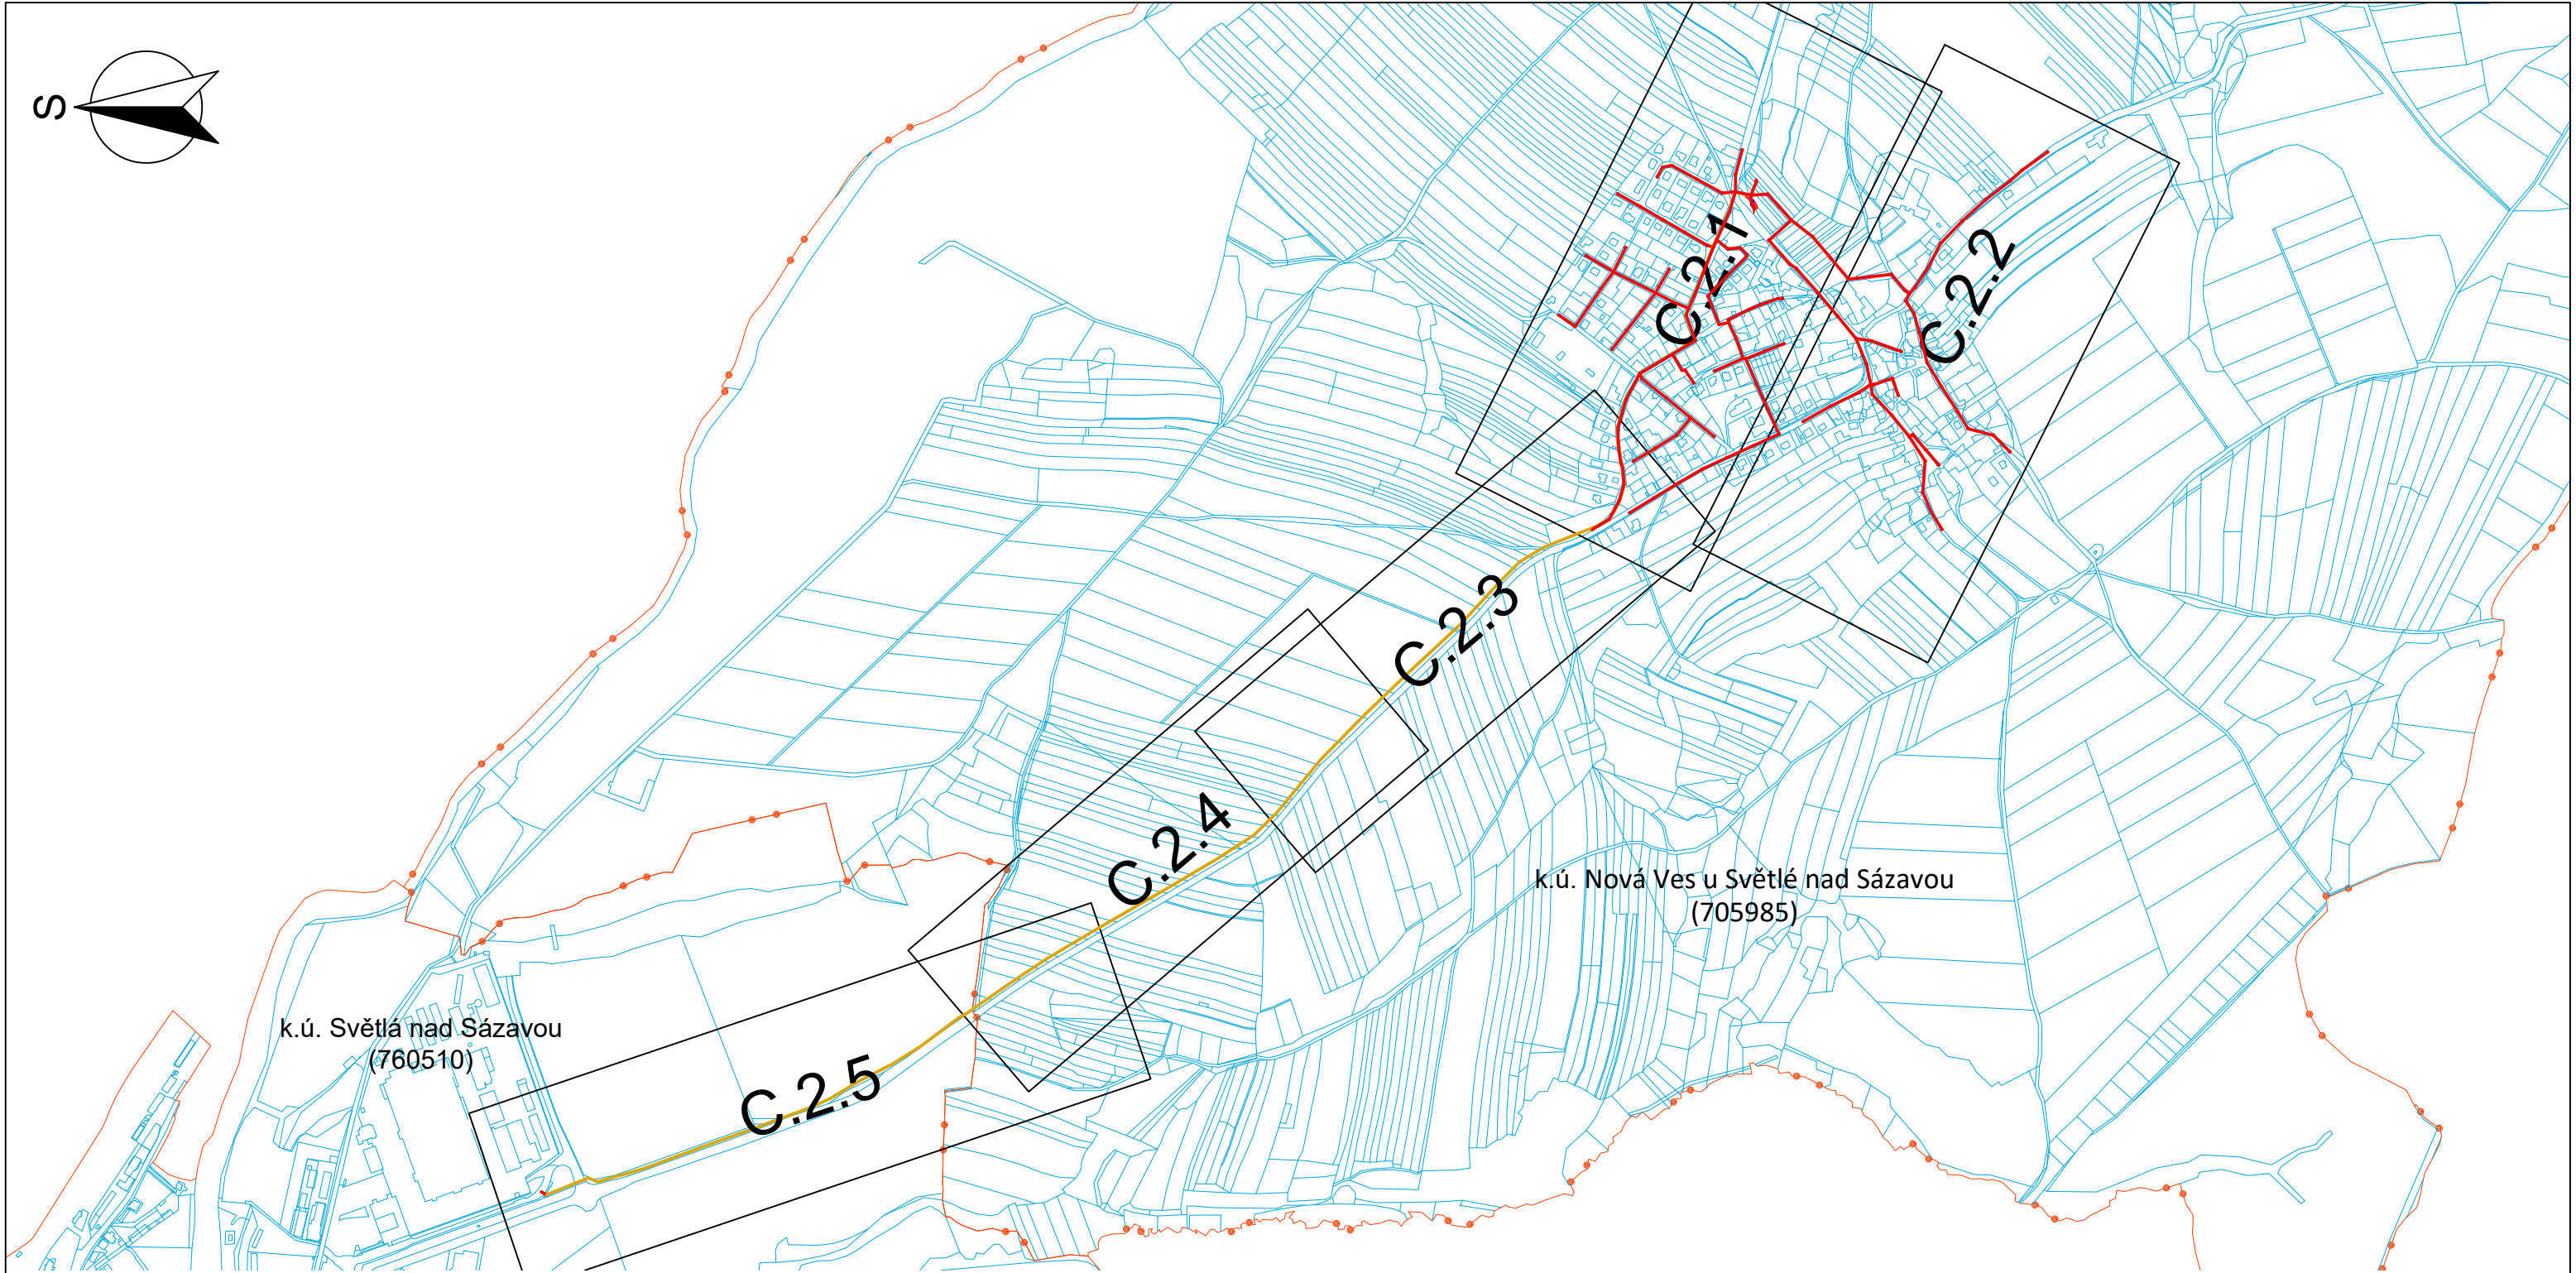 S
C.2.1
C.2.2
C.2.3
C.2.4
k.ú. Nová Ves u Světlé nad Sázavou
(705985)
k.ú. Světlá nad Sázavou
(760510)
C.2.5